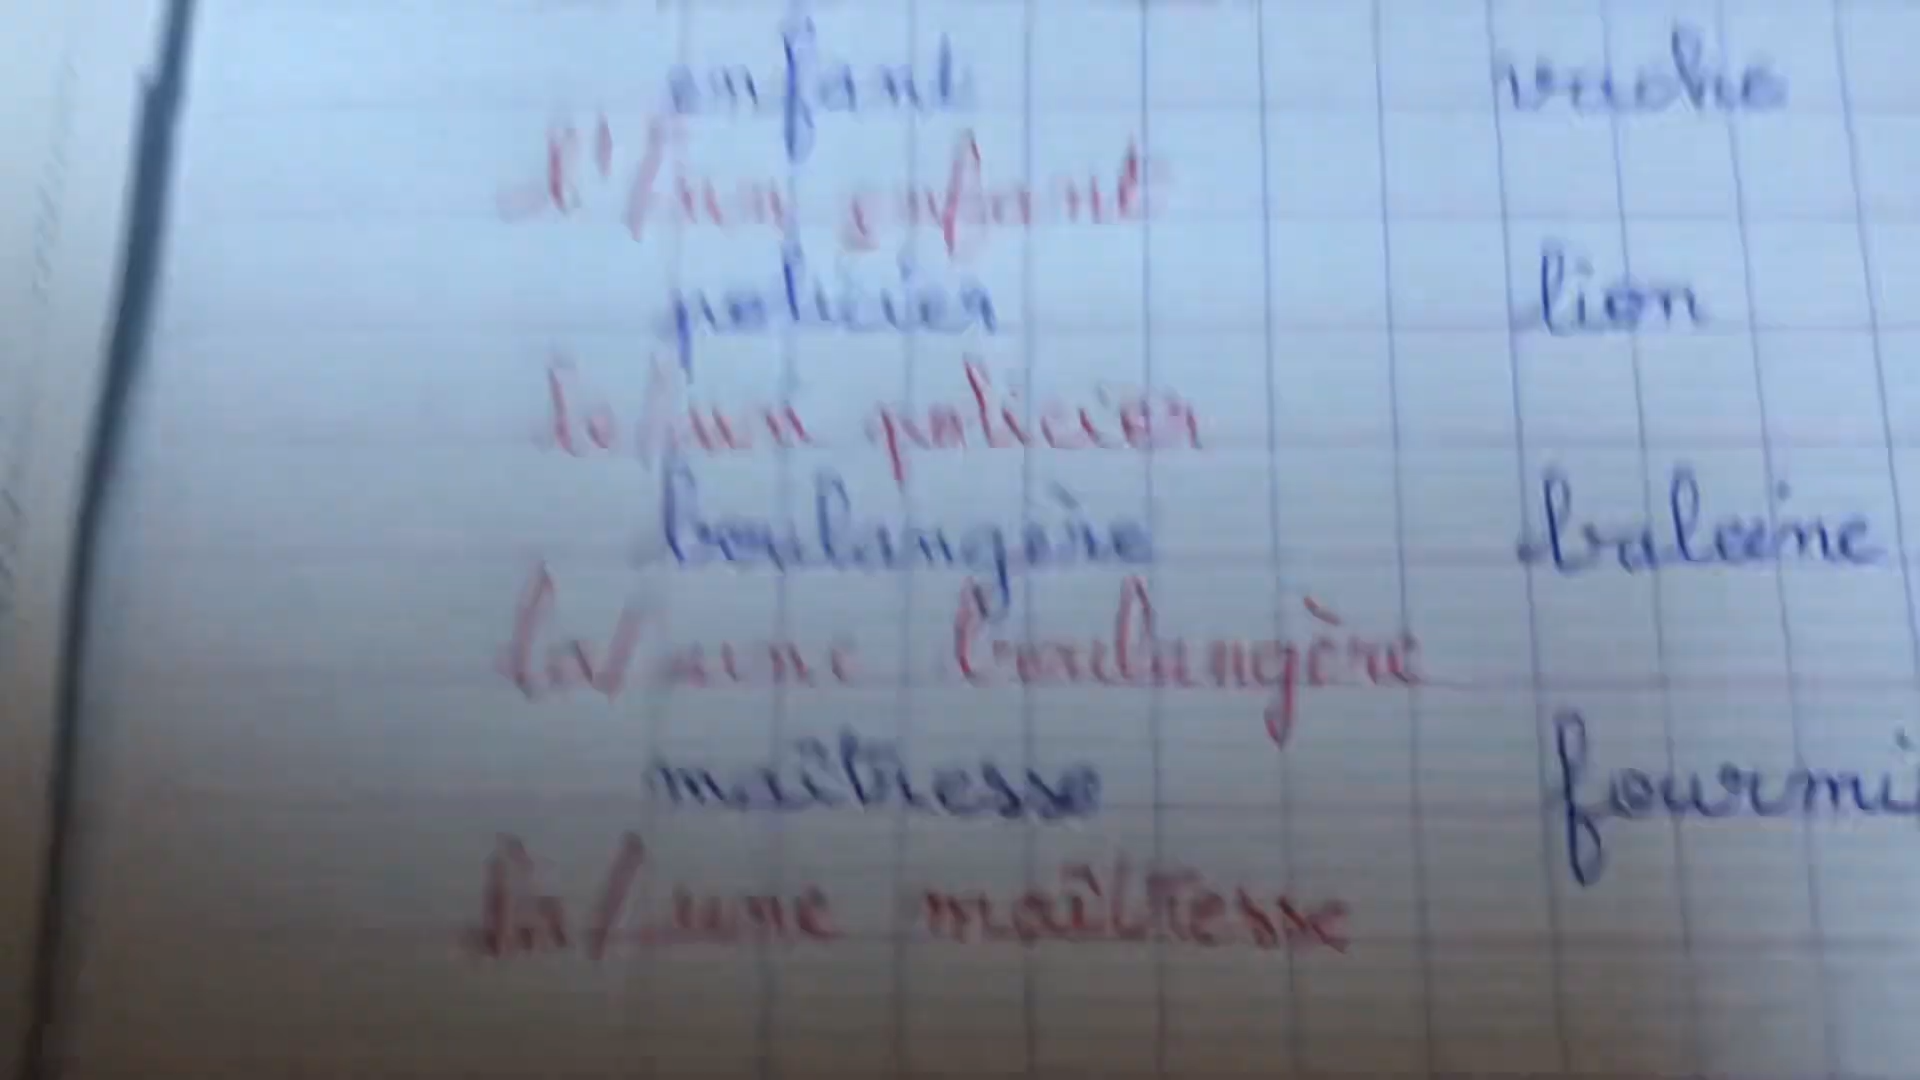 enfant vache
l'/un enfant
policier lion
le/un policier
boulangère baleine
la/une boulangère
maîtresse fourmi
la/une maîtresse